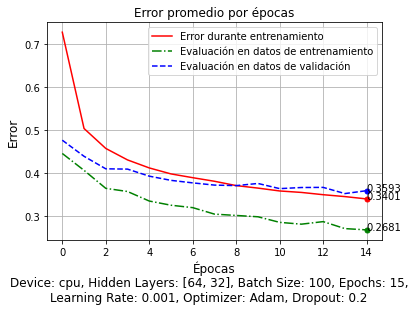 Error promedio por épocas
Error durante entrenamiento
Evaluación en datos de entrenamiento
Evaluación en datos de validación
0.7
0.6
0.5
0.4
0.3
Error
0.3593
0.3401
0.2681
0 2 4 6 8 10 12 14
Épocas
Device: cpu, Hidden Layers: [64, 32], Batch Size: 100, Epochs: 15,
Learning Rate: 0.001, Optimizer: Adam, Dropout: 0.2